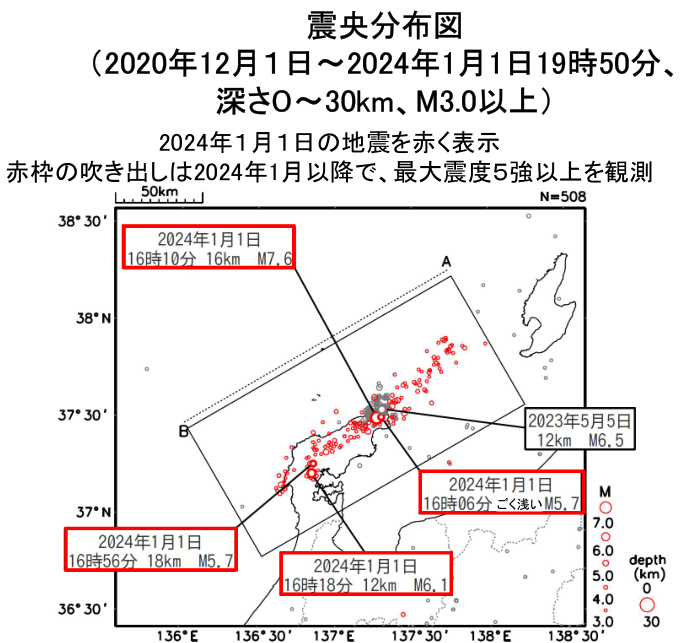 震央分布図
（2020年12月１日～2024年1月1日19時50分、
深さ0～30km、M3.0以上）
2024年１月１日の地震を赤く表示
赤枠の吹き出しは2024年1月以降で、最大震度５強以上を観測
50km
N=508
38°30'
2024年1月1日
16時10分 16km M7.6
A
38°N
37°30'
B
2023年5月5日
12km M6.5
2024年1月1日
16時06分 ごく浅い M5.7
37°N
2024年1月1日
16時56分 18km M5.7
2024年1月1日
16時18分 12km M6.1
M
7.0
6.0
5.0
4.0
3.0
depth
(km)
0
30
36°30'
136°E
136°30'
137°E
137°30'
138°E
138°30'